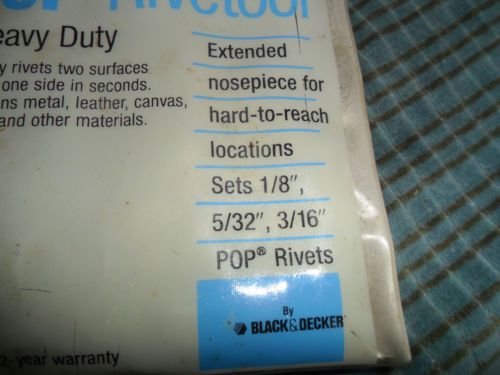 Rivetool
Heavy Duty
y rivets two surfaces
one side in seconds.
ns metal, leather, canvas,
and other materials.
Extended
nosepiece for
hard-to-reach
locations
Sets 1/8",
5/32", 3/16"
POP® Rivets
By
BLACK&DECKER
2-year warranty